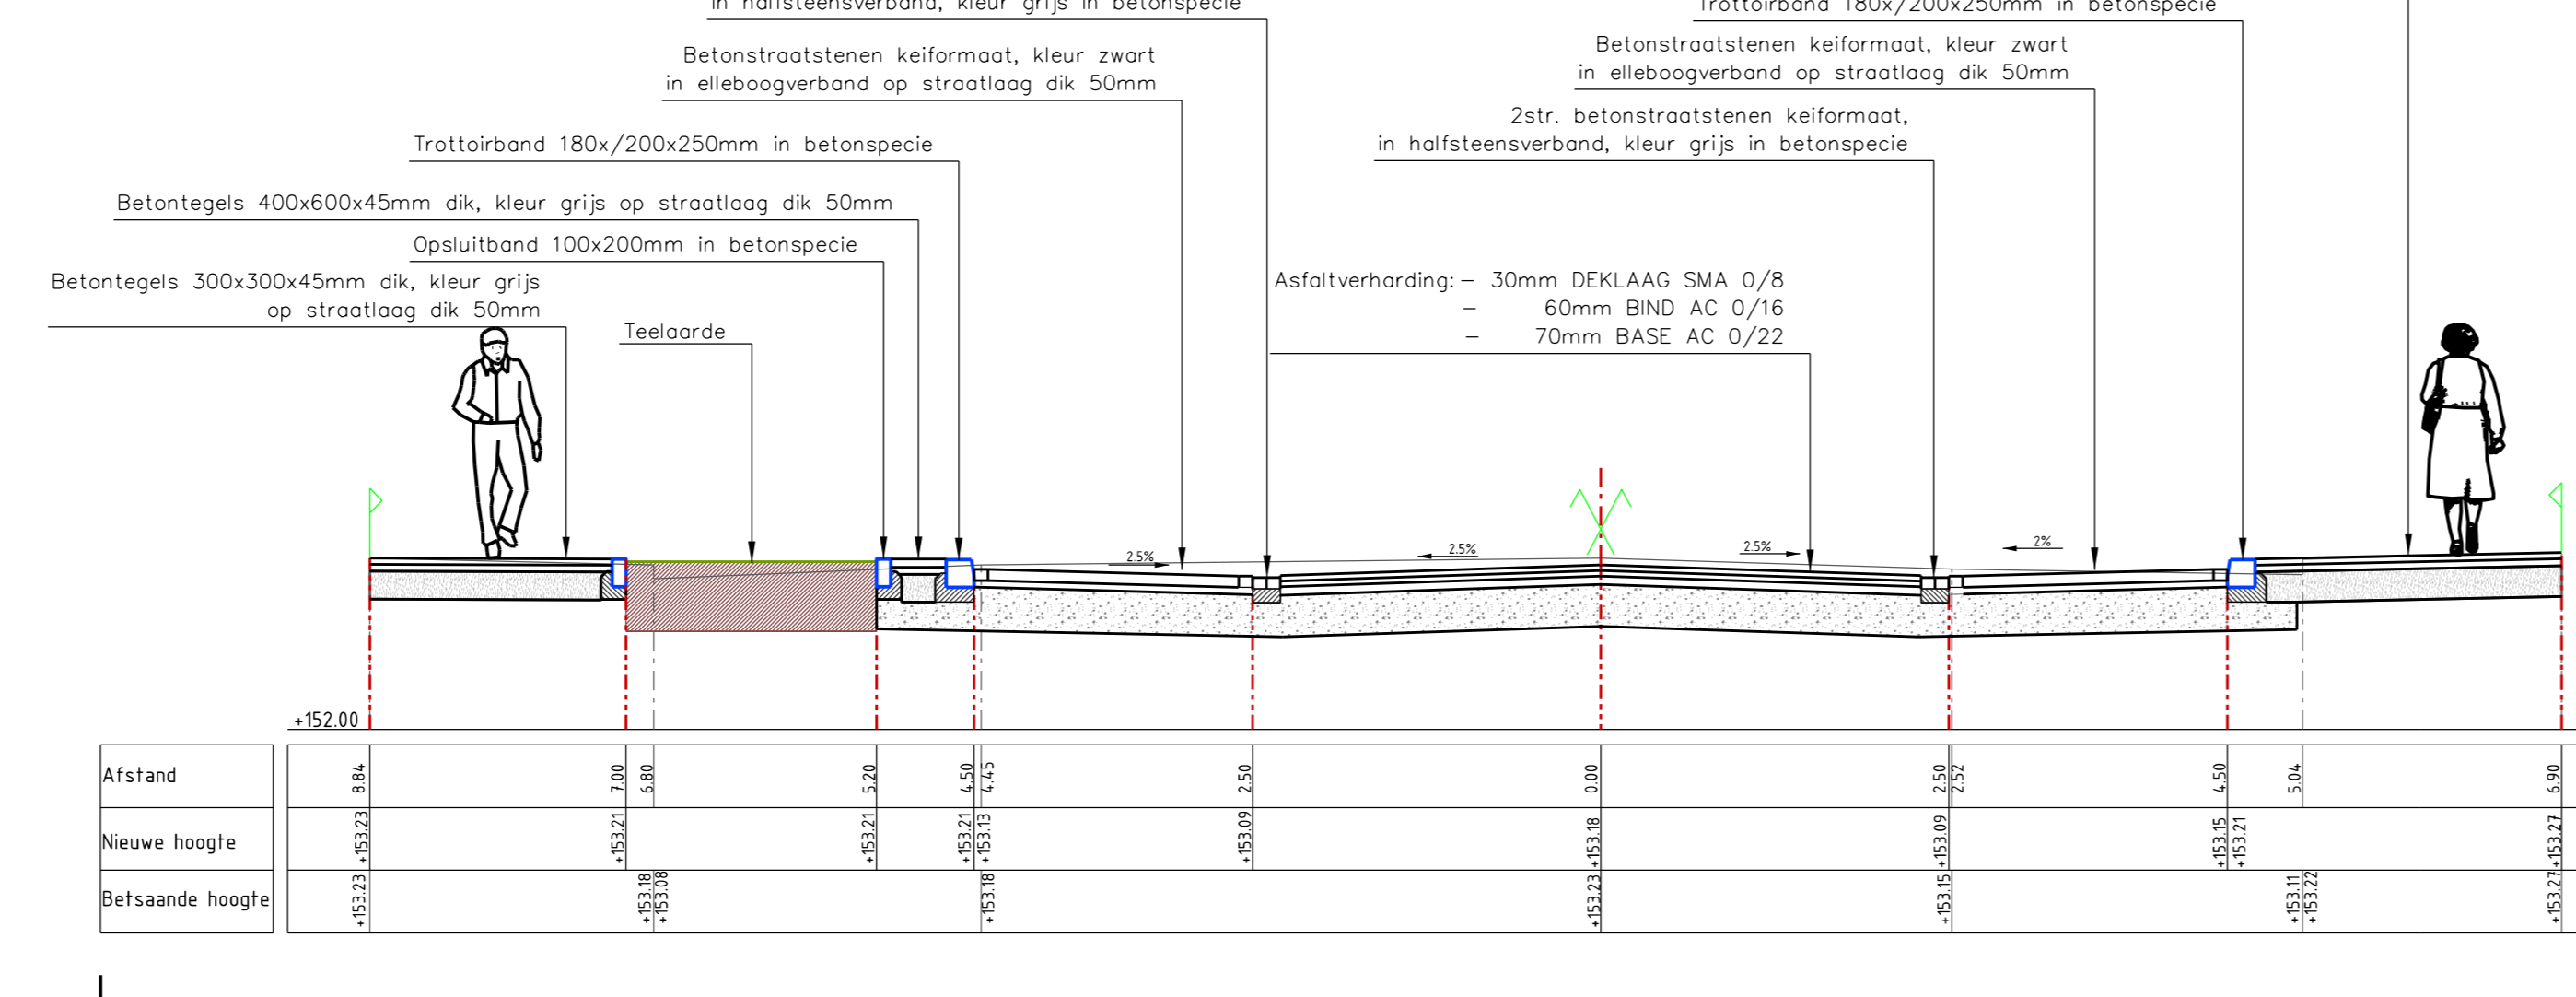 in halfsteensverband, kleur grijs in betonspecie
Trottoirband 180x/200x250mm in betonspecie
Betonstraatstenen keiformaat, kleur zwart
in elleboogverband op straatlaag dik 50mm
Betonstraatstenen keiformaat, kleur zwart
in elleboogverband op straatlaag dik 50mm
2str. betonstraatstenen keiformaat,
in halfsteensverband, kleur grijs in betonspecie
Trottoirband 180x/200x250mm in betonspecie
Betontegels 400x600x45mm dik, kleur grijs op straatlaag dik 50mm
Opsluitband 100x200mm in betonspecie
Betontegels 300x300x45mm dik, kleur grijs
op straatlaag dik 50mm
Teelaarde
Asfaltverharding: – 30mm DEKLAAG SMA 0/8
– 60mm BIND AC 0/16
– 70mm BASE AC 0/22
2.5%
2.5%
2.5%
2%
+152.00
Afstand 8.84 7.00 6.80 5.20 4.50 4.45 2.50 0.00 2.50 2.52 4.50 5.04 6.90
Nieuwe hoogte +153.23 +153.21 +153.21 +153.21 +153.13 +153.09 +153.18 +153.09 +153.15 +153.21 +153.27
Betsaande hoogte +153.23 +153.18 +153.08 +153.18 +153.23 +153.15 +153.11 +153.22 +153.27